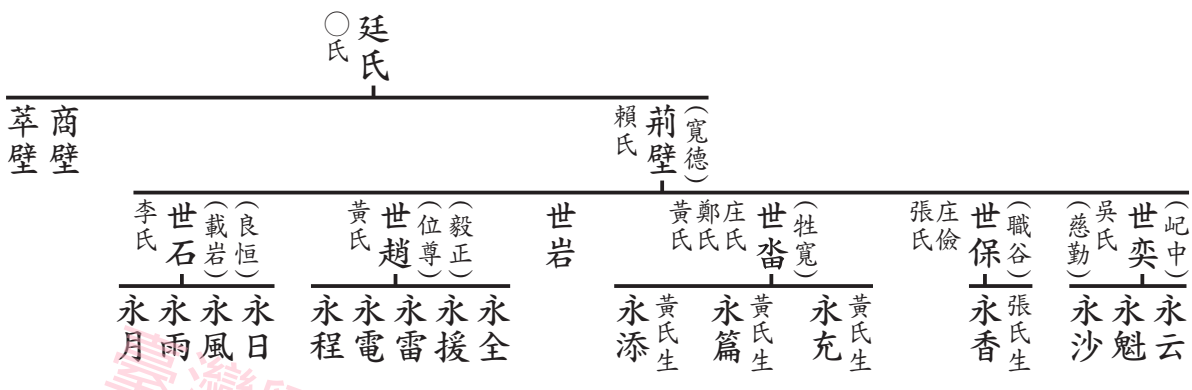 廷氏
○氏
(寬德)
荊壁
賴氏
商壁
萃壁
(屺中)
世奕
吳氏
(慈勤)
(職谷)
世保
庄儉
張氏
(牲寬)
世畓
庄氏
鄭氏
黃氏
世岩
(毅正)
(位尊)
世趙
黃氏
(良恒)
(載岩)
世石
李氏
永云
永魁
永沙
張氏生
永香
黃氏生
永充
黃氏生
永篇
黃氏生
永添
永全
永援
永雷
永電
永程
永日
永風
永雨
永月
臺灣